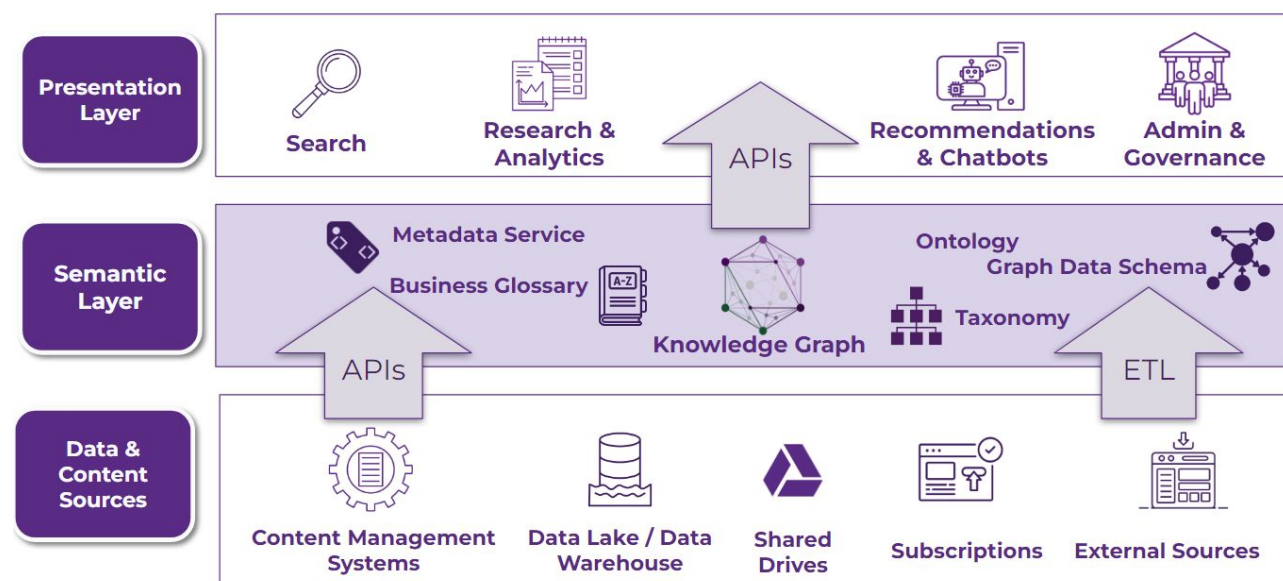 Presentation
Layer
Search
Research &
Analytics
APIs
Recommendations
& Chatbots
Admin &
Governance
Semantic
Layer
Metadata Service
Business Glossary
A-Z
Knowledge Graph
Ontology
Graph Data Schema
Taxonomy
APIs
ETL
Data &
Content
Sources
Content Management
Systems
Data Lake / Data
Warehouse
Shared
Drives
Subscriptions
External Sources